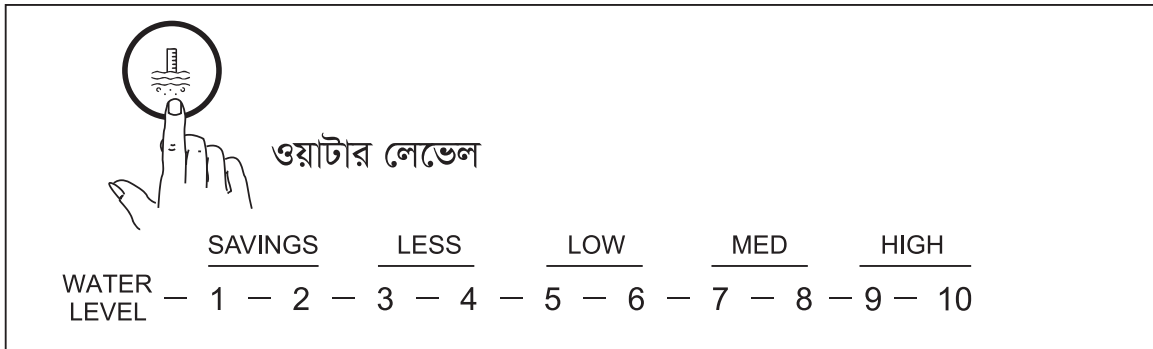 ওয়াটার লেভেল
SAVINGS LESS LOW MED HIGH
WATER LEVEL – 1 – 2 – 3 – 4 – 5 – 6 – 7 – 8 – 9 – 10